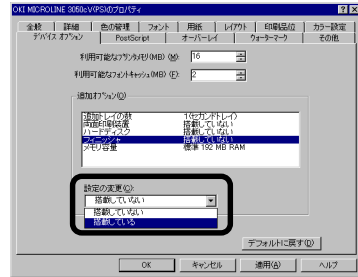 OKI MICROLINE 3050cV(PS)のプロパティ
全般 詳細 色の管理 フォント 用紙 レイアウト 印刷品位 カラー設定
デバイス オプション PostScript オーバーレイ ウォーターマーク その他
利用可能なプリンタメモリ(MB) (M): 16
利用可能なフォントキャッシュ(MB) (F): 2
追加オプション(O)
追加トレイの数 1(セカンドトレイ)
両面印刷装置 搭載していない
ハードディスク 搭載していない
フィニッシャ 搭載していない
メモリ容量 標準 192 MB RAM
設定の変更(C):
搭載していない
搭載していない
搭載している
デフォルトに戻す(D)
OK キャンセル 適用(A) ヘルプ